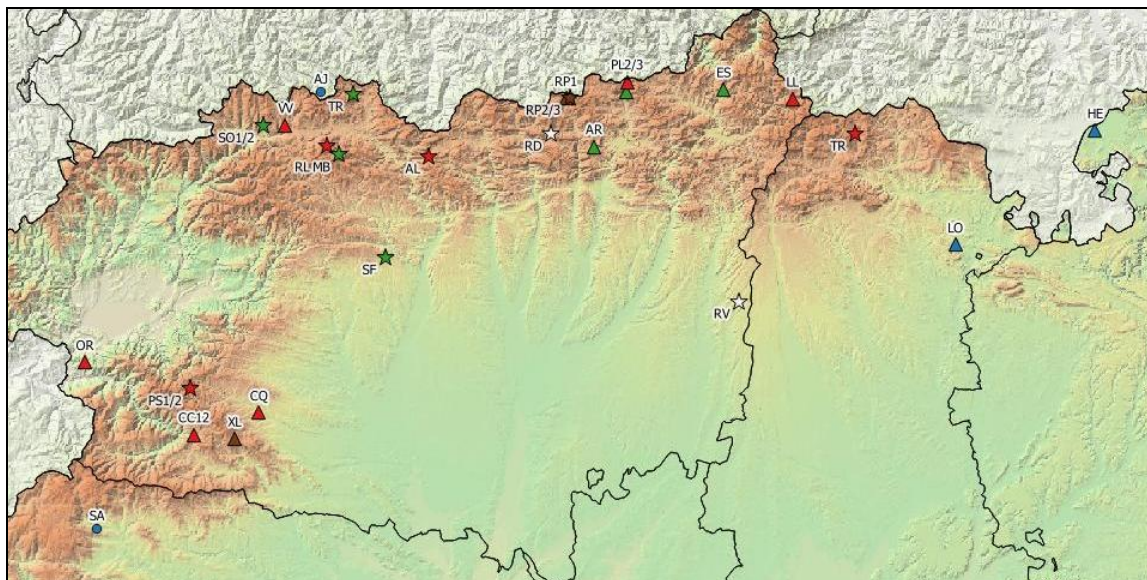 PL2/3
ES
LL
AJ
TR
RP1
VV
RP2/3
HE
SO1/2
RD
AR
TR
RL MB
AL
LO
SF
RV
OR
PS1/2
CQ
CC12
XL
SA